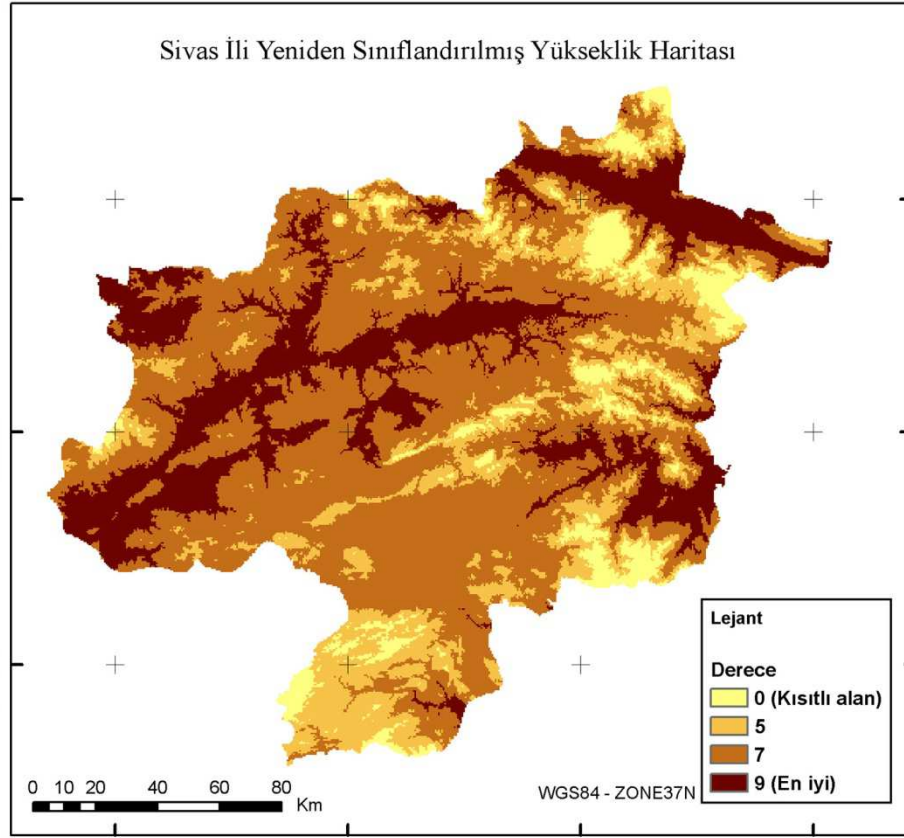 Sivas İli Yeniden Sınıflandırılmış Yükseklik Haritası
Lejant
Derece
0 (Kısıtlı alan)
5
7
9 (En iyi)
0 10 20 40 60 80
Km
WGS84 - ZONE37N